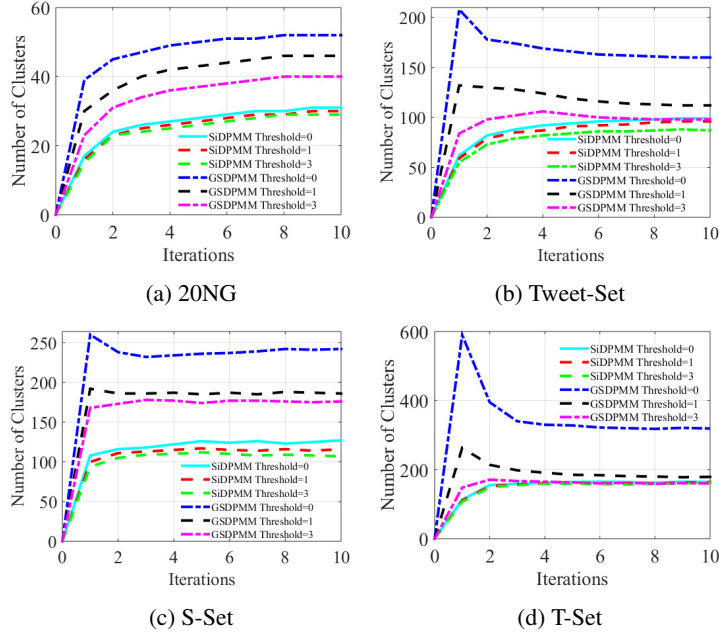 60
40
20
0
Number of Clusters
SiDPMM Threshold=0
SiDPMM Threshold=1
SiDPMM Threshold=3
GSDPMM Threshold=0
GSDPMM Threshold=1
GSDPMM Threshold=3
0 2 4 6 8 10
Iterations
(a) 20NG
200
150
100
50
0
Number of Clusters
SiDPMM Threshold=0
SiDPMM Threshold=1
SiDPMM Threshold=3
GSDPMM Threshold=0
GSDPMM Threshold=1
GSDPMM Threshold=3
0 2 4 6 8 10
Iterations
(b) Tweet-Set
250
200
150
100
50
0
Number of Clusters
SiDPMM Threshold=0
SiDPMM Threshold=1
SiDPMM Threshold=3
GSDPMM Threshold=0
GSDPMM Threshold=1
GSDPMM Threshold=3
0 2 4 6 8 10
Iterations
(c) S-Set
600
400
200
0
Number of Clusters
SiDPMM Threshold=0
SiDPMM Threshold=1
SiDPMM Threshold=3
GSDPMM Threshold=0
GSDPMM Threshold=1
GSDPMM Threshold=3
0 2 4 6 8 10
Iterations
(d) T-Set